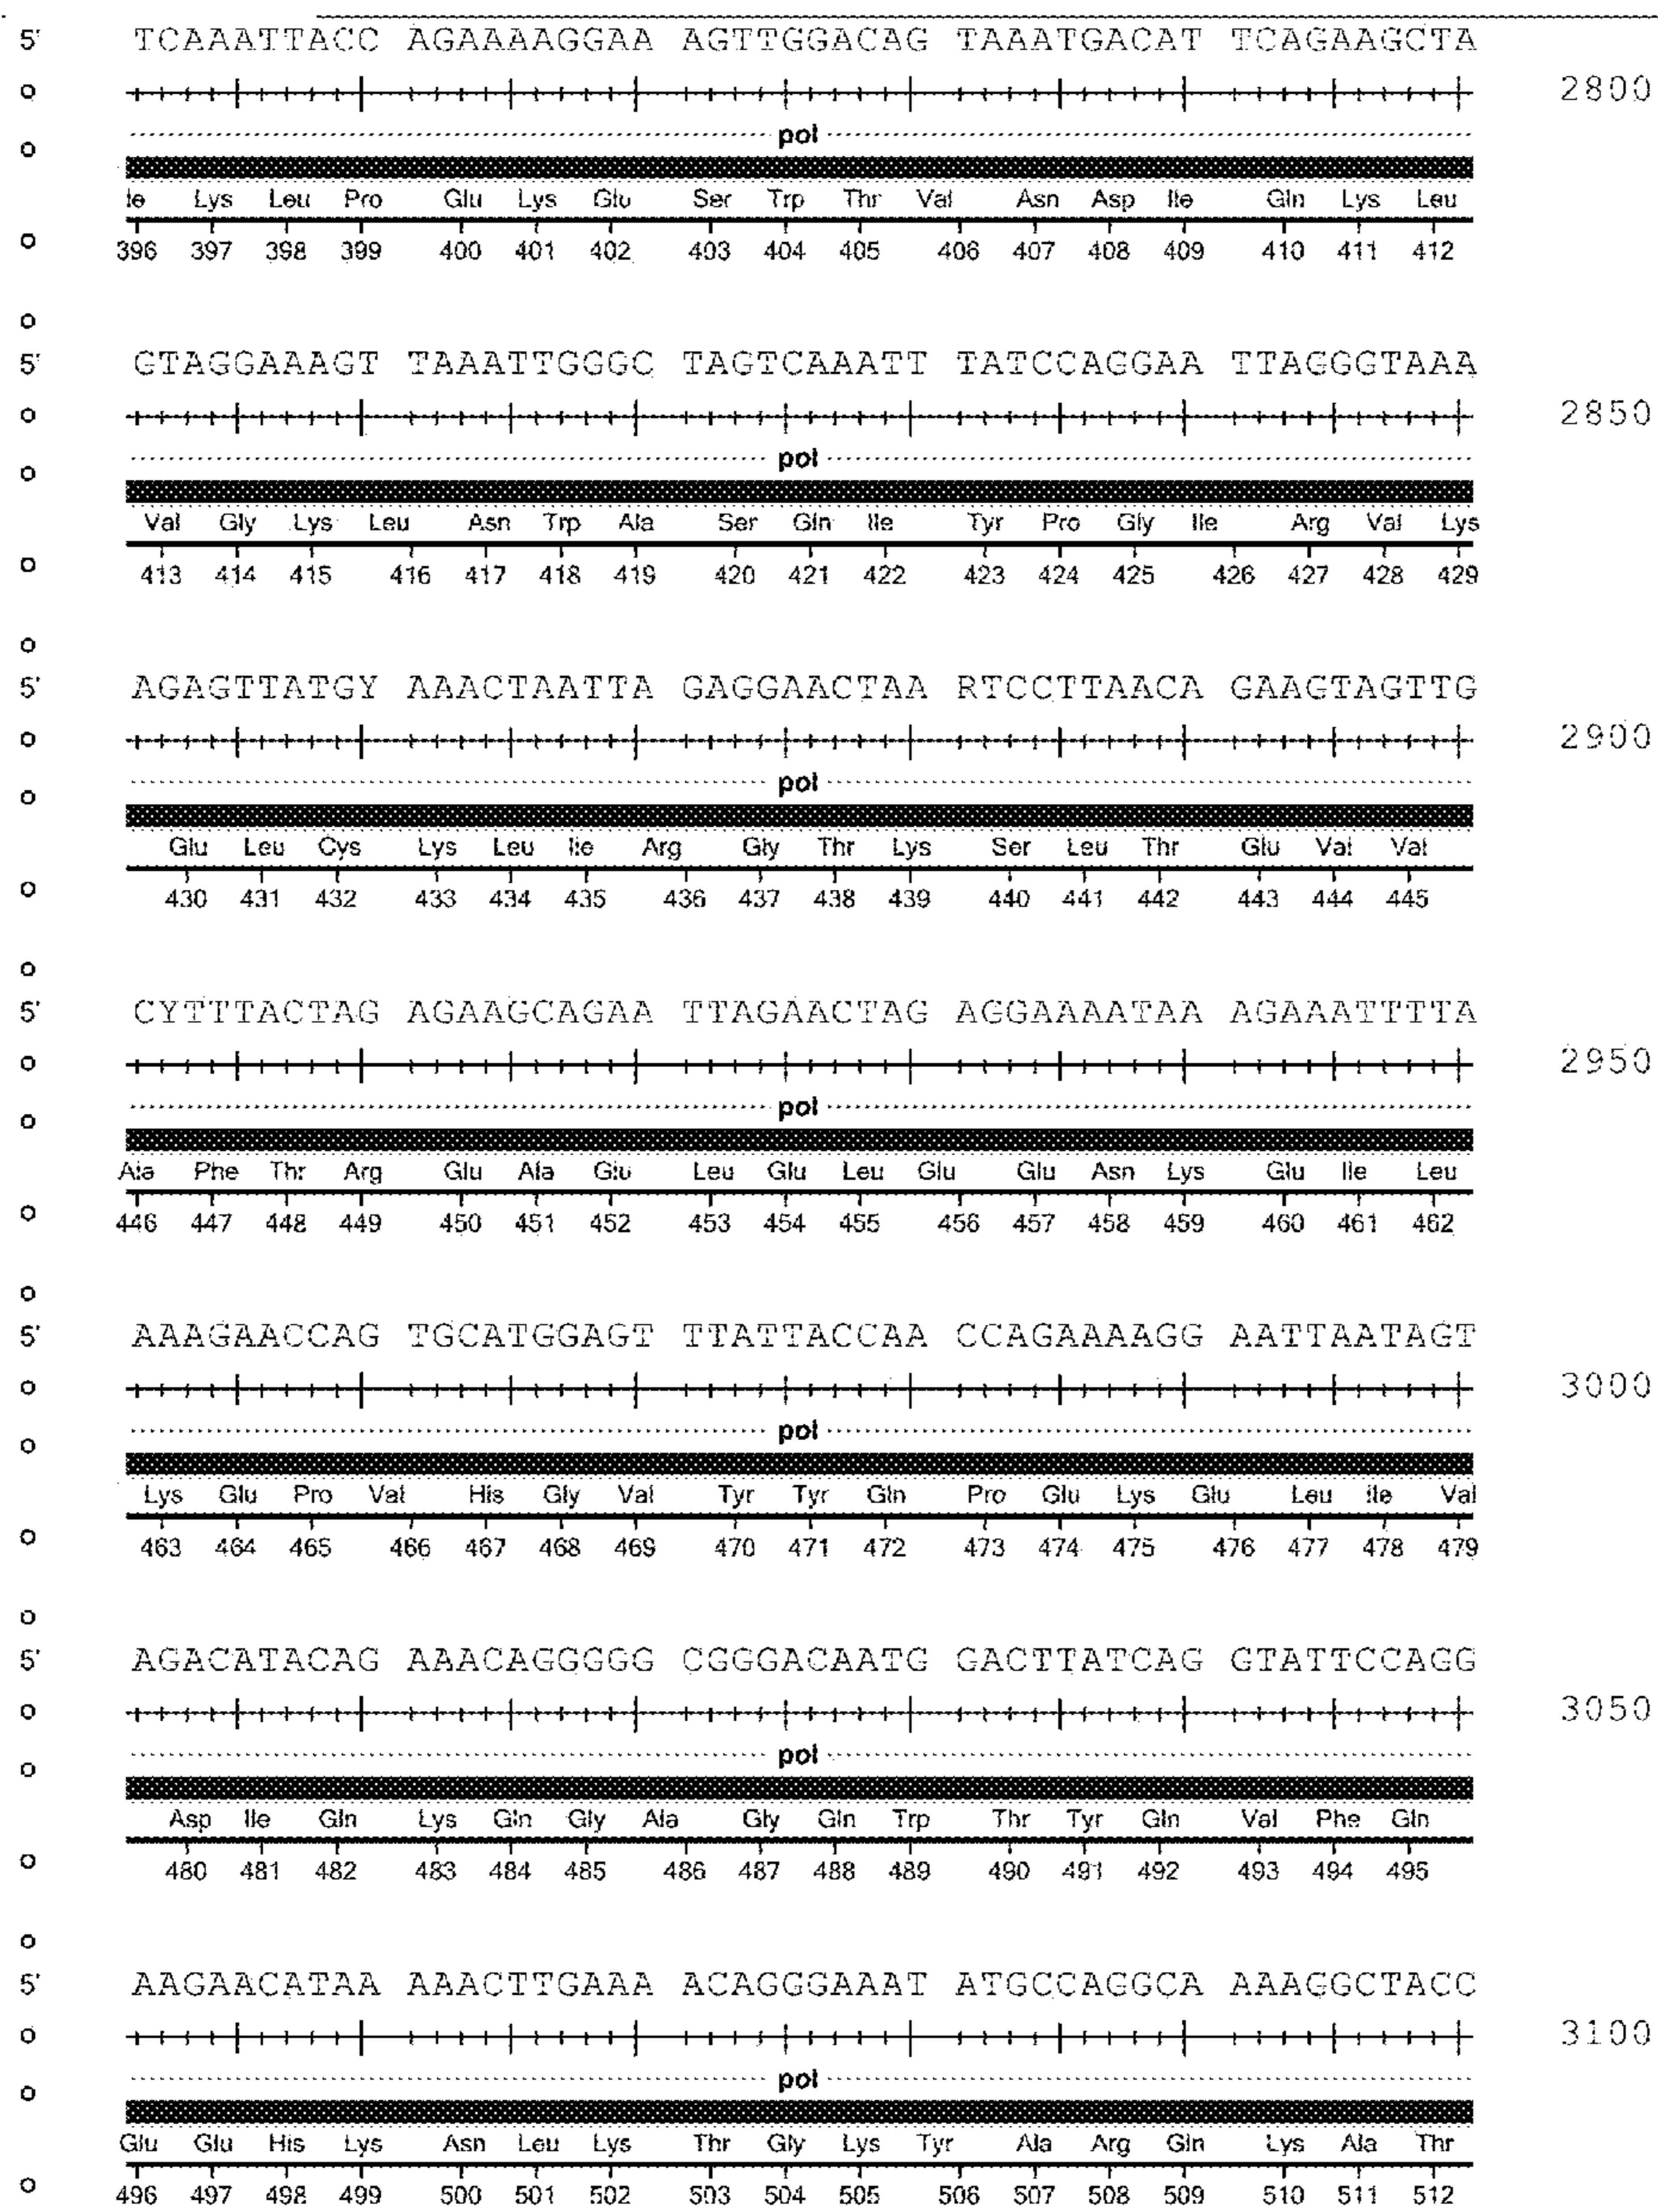 5' TCAAATTACC AGAAAAGGAA AGTTGGACAG TAAATGACAT TCAGAAGCTA
2800
pol
le Lys Leu Pro Glu Lys Glu Ser Trp Thr Val Asn Asp Ile Gln Lys Leu
396 397 398 399 400 401 402 403 404 405 406 407 408 409 410 411 412
5' GTAGGAAAGT TAAATTGGGC TAGTCAAATT TATCCAGGAA TTAGGGTAAA
2850
pol
Val Gly Lys Leu Asn Trp Ala Ser Gln Ile Tyr Pro Gly Ile Arg Val Lys
413 414 415 416 417 418 419 420 421 422 423 424 425 426 427 428 429
5' AGAGTTATGY AAACTAATTA GAGGAACTAA RTCCTTAACA GAAGTAGTTG
2900
pol
Glu Leu Cys Lys Leu Ile Arg Gly Thr Lys Ser Leu Thr Glu Val Val
430 431 432 433 434 435 436 437 438 439 440 441 442 443 444 445
5' CYTTTACTAG AGAAGCAGAA TTAGAACTAG AGGAAAATAA AGAAATTTTA
2950
pol
Ala Phe Thr Arg Glu Ala Glu Leu Glu Leu Glu Glu Asn Lys Glu Ile Leu
446 447 448 449 450 451 452 453 454 455 456 457 458 459 460 461 462
5' AAAGAACCAG TGCATGGAGT TTATTACCAA CCAGAAAAGG AATTAATAGT
3000
pol
Lys Glu Pro Val His Gly Val Tyr Tyr Gln Pro Glu Lys Glu Leu Ile Val
463 464 465 466 467 468 469 470 471 472 473 474 475 476 477 478 479
5' AGACATACAG AAACAGGGGG CGGGACAATG GACTTATCAG GTATTCCAGG
3050
pol
Asp Ile Gln Lys Gln Gly Ala Gly Gln Trp Thr Tyr Gln Val Phe Gln
480 481 482 483 484 485 486 487 488 489 490 491 492 493 494 495
5' AAGAACATAA AAACTTGAAA ACAGGGAAAT ATGCCAGGCA AAAGGCTACC
3100
pol
Glu Glu His Lys Asn Leu Lys Thr Gly Lys Tyr Ala Arg Gln Lys Ala Thr
496 497 498 499 500 501 502 503 504 505 506 507 508 509 510 511 512